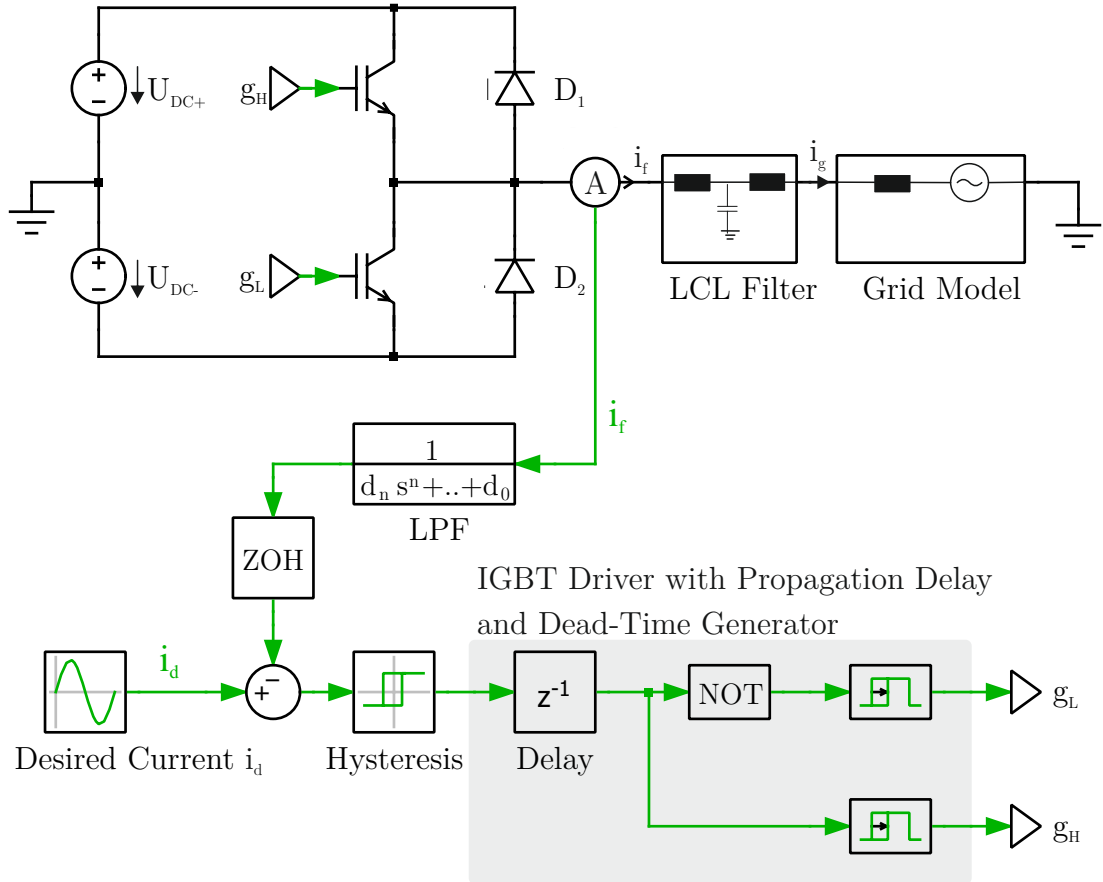 U_DC+
g_H
D_1
A
i_f
i_g
U_DC-
g_L
D_2
LCL Filter
Grid Model
i_f
1
d_n s^n+..+d_0
LPF
ZOH
IGBT Driver with Propagation Delay
and Dead-Time Generator
i_d
z^-1
NOT
g_L
Desired Current i_d
Hysteresis
Delay
g_H